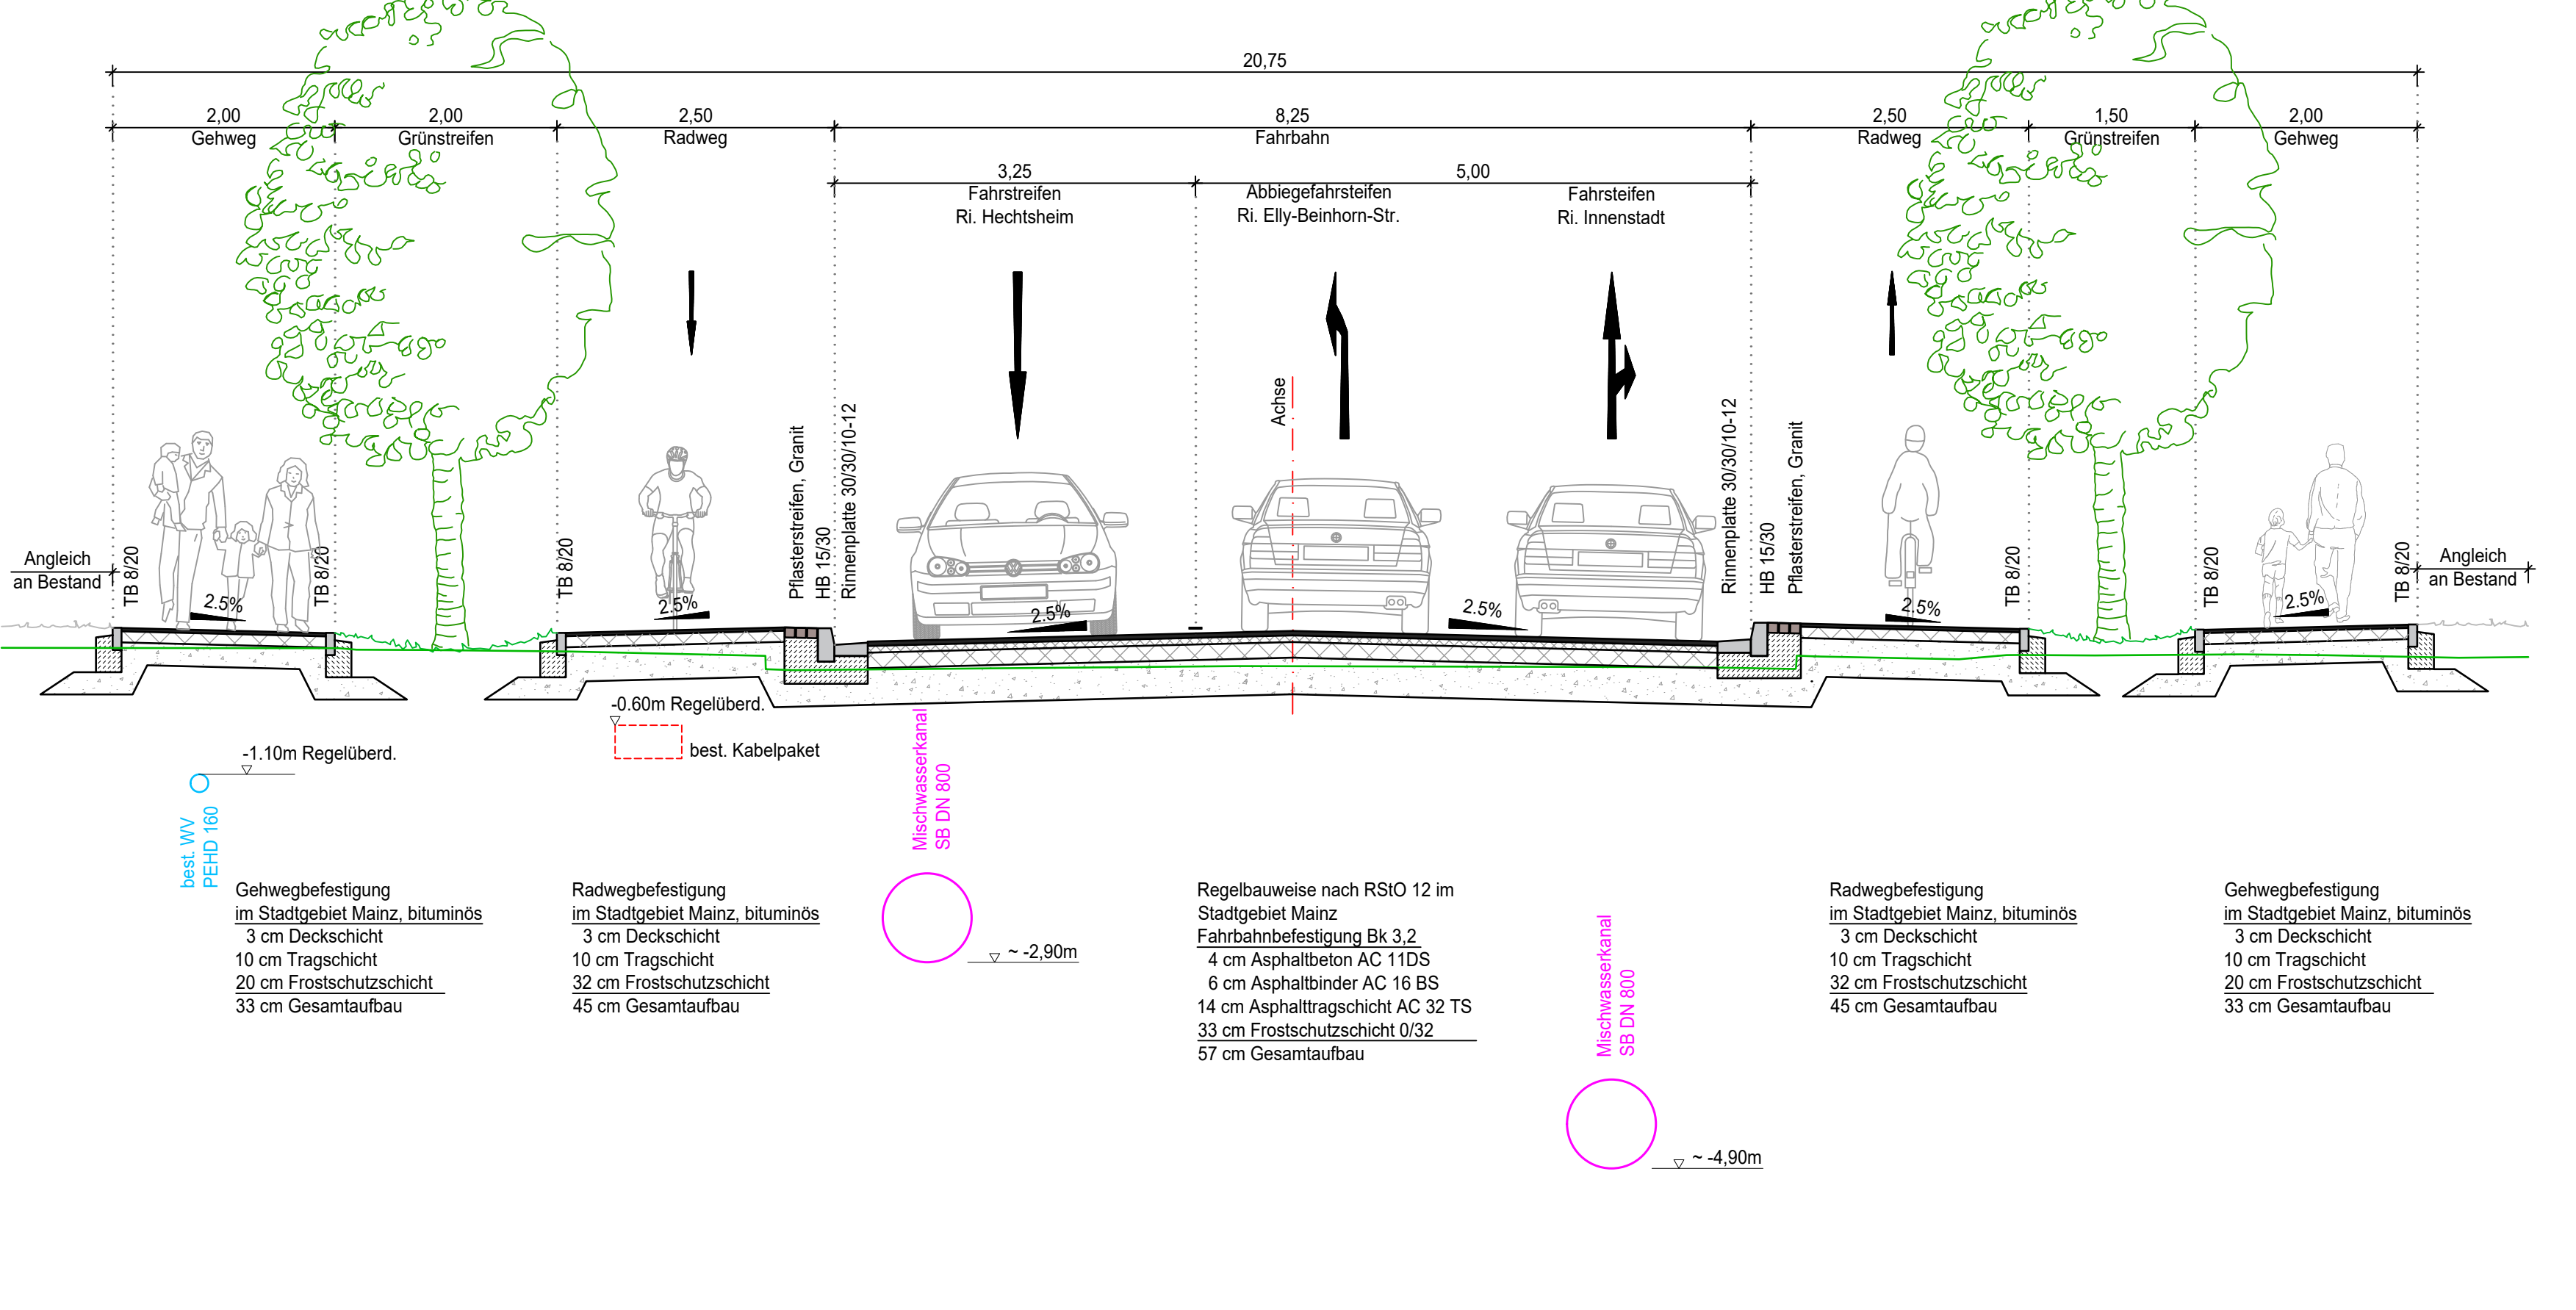 20,75
2,00
Gehweg
2,00
Grünstreifen
2,50
Radweg
8,25
Fahrbahn
2,50
Radweg
1,50
Grünstreifen
2,00
Gehweg
3,25
Fahrstreifen
Ri. Hechtsheim
5,00
Abbiegefahrsteifen
Ri. Elly-Beinhorn-Str.
Fahrsteifen
Ri. Innenstadt
Achse
Angleich
an Bestand
TB 8/20
TB 8/20
TB 8/20
Pflasterstreifen, Granit
HB 15/30
Rinnenplatte 30/30/10-12
Rinnenplatte 30/30/10-12
HB 15/30
Pflasterstreifen, Granit
TB 8/20
TB 8/20
TB 8/20
Angleich
an Bestand
2.5%
2.5%
2.5%
2.5%
2.5%
2.5%
-0.60m Regelüberd.
best. Kabelpaket
-1.10m Regelüberd.
best. WV
PEHD 160
Mischwasserkanal
SB DN 800
~ -2,90m
Mischwasserkanal
SB DN 800
~ -4,90m
Gehwegbefestigung
im Stadtgebiet Mainz, bituminös
3 cm Deckschicht
10 cm Tragschicht
20 cm Frostschutzschicht
33 cm Gesamtaufbau
Radwegbefestigung
im Stadtgebiet Mainz, bituminös
3 cm Deckschicht
10 cm Tragschicht
32 cm Frostschutzschicht
45 cm Gesamtaufbau
Regelbauweise nach RStO 12 im
Stadtgebiet Mainz
Fahrbahnbefestigung Bk 3,2
4 cm Asphaltbeton AC 11DS
6 cm Asphaltbinder AC 16 BS
14 cm Asphalttragschicht AC 32 TS
33 cm Frostschutzschicht 0/32
57 cm Gesamtaufbau
Radwegbefestigung
im Stadtgebiet Mainz, bituminös
3 cm Deckschicht
10 cm Tragschicht
32 cm Frostschutzschicht
45 cm Gesamtaufbau
Gehwegbefestigung
im Stadtgebiet Mainz, bituminös
3 cm Deckschicht
10 cm Tragschicht
20 cm Frostschutzschicht
33 cm Gesamtaufbau